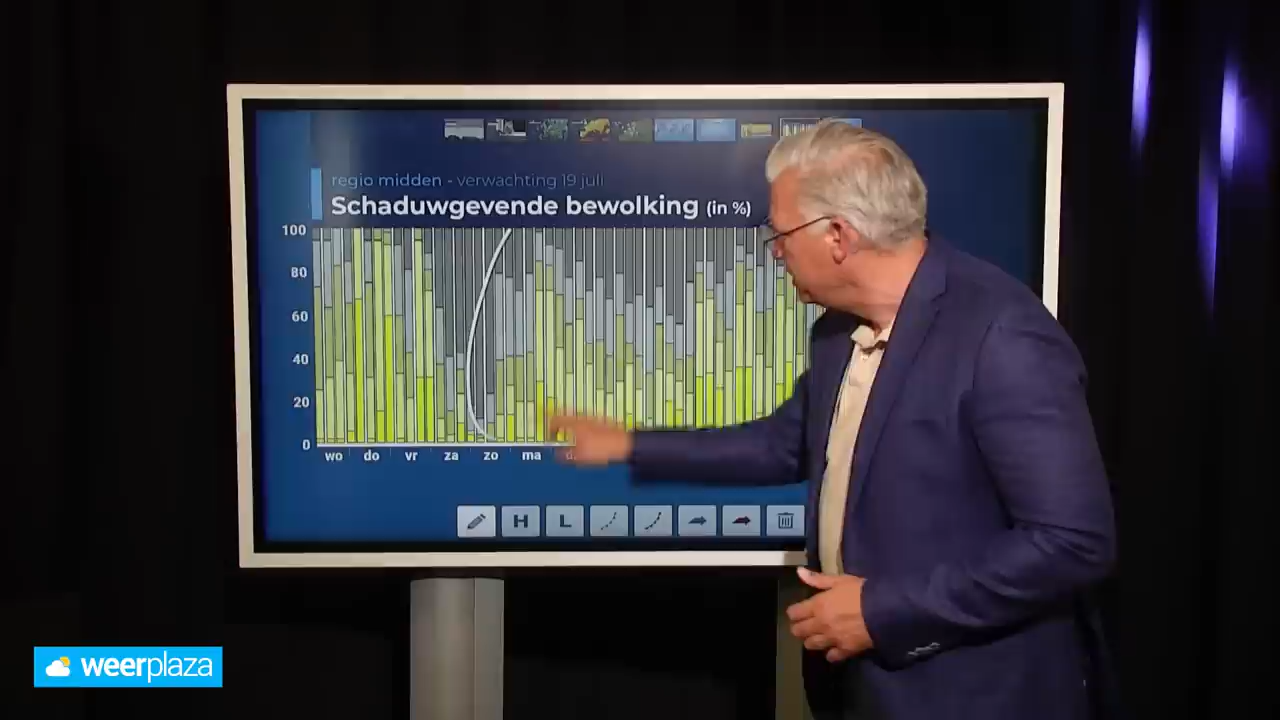 regio midden - verwachting 19 juli
Schaduwgevende bewolking (in %)
100
80
60
40
20
0
wo do vr za zo ma
H L
weerplaza